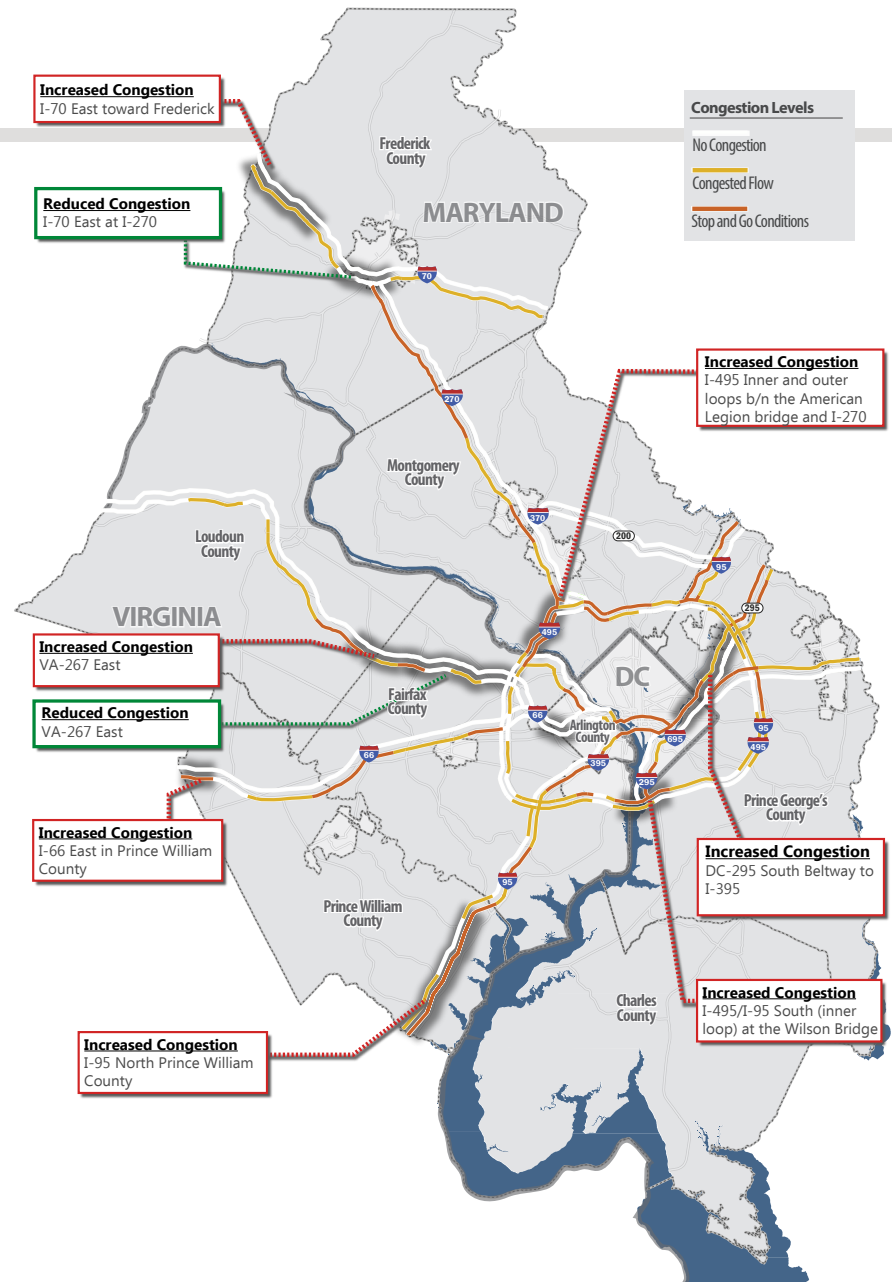 Increased Congestion
I-70 East toward Frederick
Reduced Congestion
I-70 East at I-270
Congestion Levels
No Congestion
Congested Flow
Stop and Go Conditions
Frederick
County
MARYLAND
70
Increased Congestion
I-495 Inner and outer
loops b/n the American
Legion bridge and I-270
270
Montgomery
County
370
200
95
Loudoun
County
295
VIRGINIA
495
Increased Congestion
VA-267 East
DC
Fairfax
County
Reduced Congestion
VA-267 East
66
Arlington
County
695
95
495
66
395
295
Prince George's
County
Increased Congestion
I-66 East in Prince William
County
Increased Congestion
DC-295 South Beltway to
I-395
95
Prince William
County
Charles
County
Increased Congestion
I-495/I-95 South (inner
loop) at the Wilson Bridge
Increased Congestion
I-95 North Prince William
County